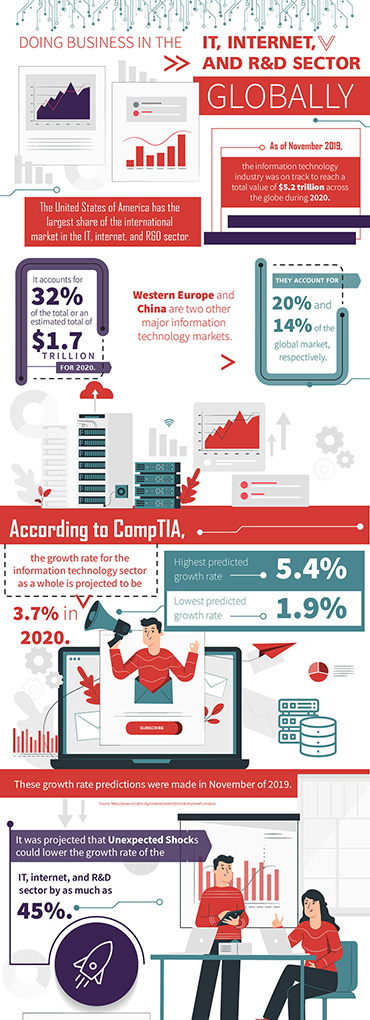 DOING BUSINESS IN THE
IT, INTERNET,
AND R&D SECTOR
GLOBALLY
As of November 2019,
the information technology
industry was on track to reach a
total value of $5.2 trillion across
the globe during 2020.
The United States of America has the
largest share of the international
market in the IT, internet, and R&D sector.
It accounts for
32%
of the total or an
estimated total of
$1.7
TRILLION
FOR 2020.
Western Europe and
China are two other
major information
technology markets.
THEY ACCOUNT FOR
20% and
14% of the
global market,
respectively.
According to CompTIA,
the growth rate for the
information technology sector
as a whole is projected to be
3.7% in
2020.
Highest predicted
growth rate
5.4%
Lowest predicted
growth rate
1.9%
SUBSCRIBE
These growth rate predictions were made in November of 2019.
It was projected that Unexpected Shocks
could lower the growth rate of the
IT, internet, and R&D
sector by as much as
45%.